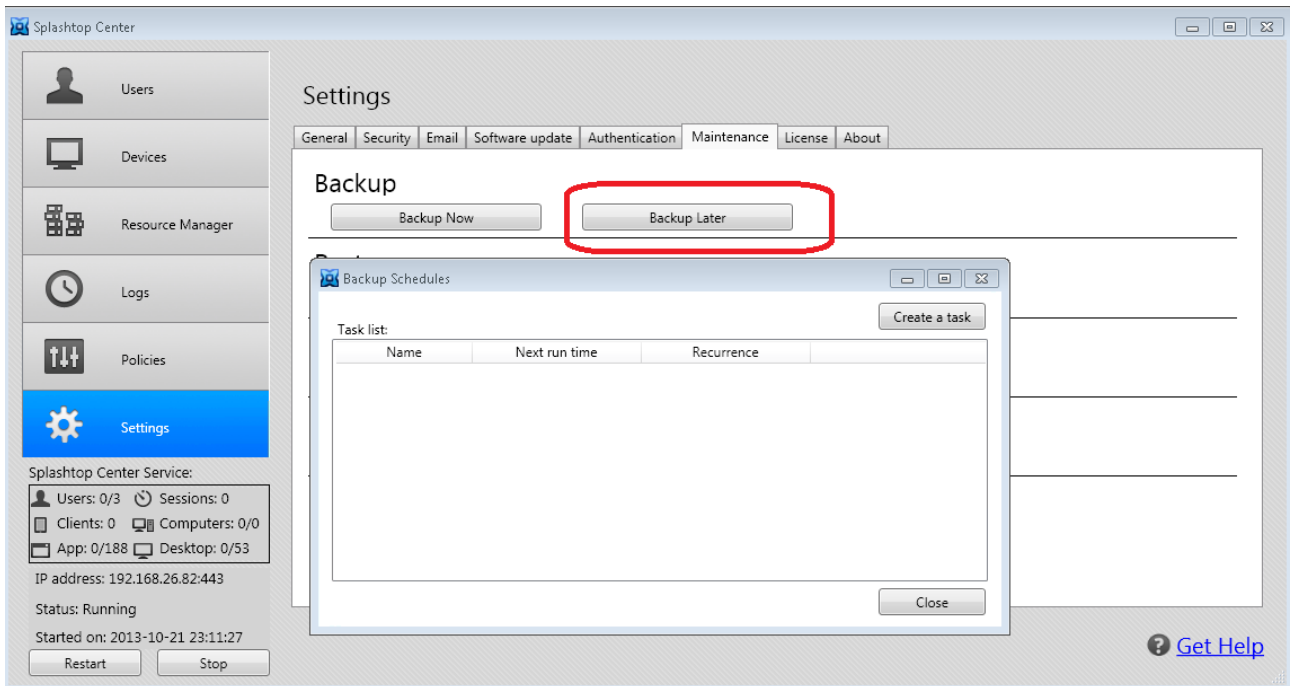 Splashtop Center
Users
Devices
Resource Manager
Logs
Policies
Settings
Splashtop Center Service:
Users: 0/3 Sessions: 0
Clients: 0 Computers: 0/0
App: 0/188 Desktop: 0/53
IP address: 192.168.26.82:443
Status: Running
Started on: 2013-10-21 23:11:27
Restart Stop
Settings
General Security Email Software update Authentication Maintenance License About
Backup
Backup Now Backup Later
Backup Schedules
Create a task
Task list:
Name Next run time Recurrence
Close
Get Help